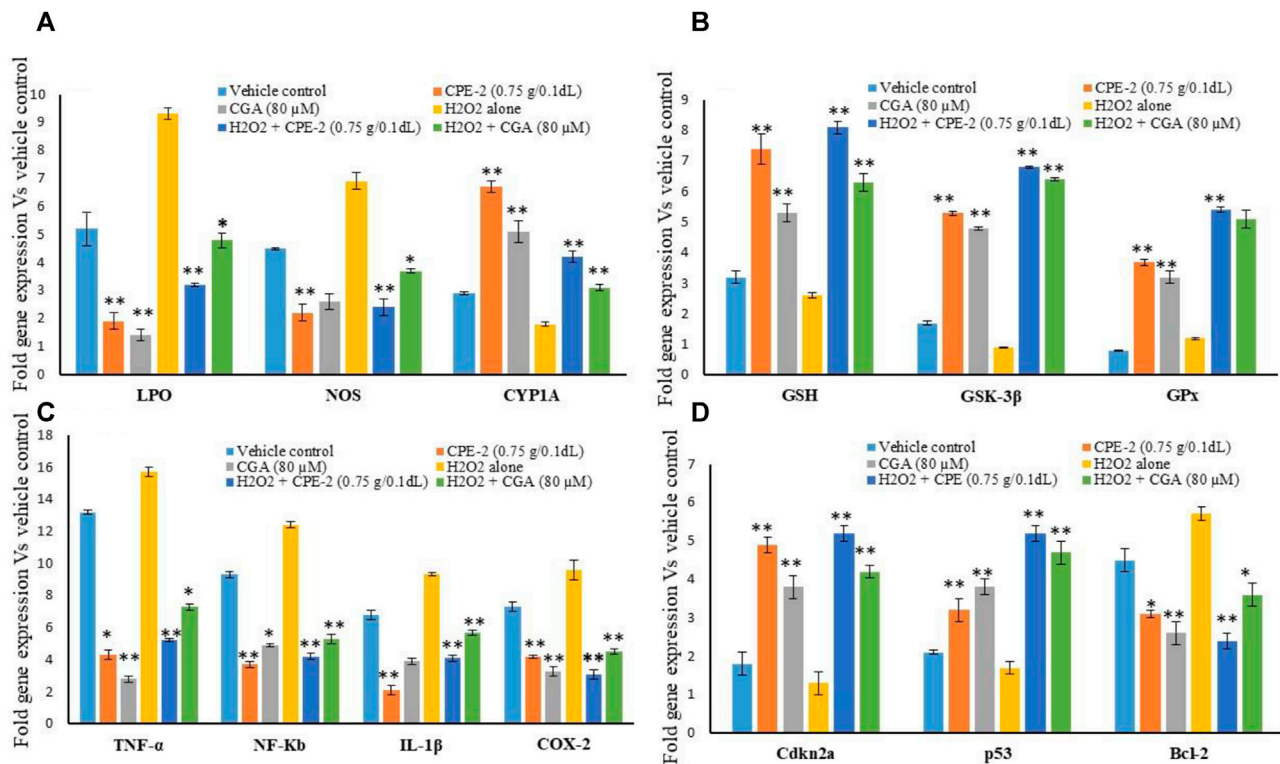 A
Fold gene expression Vs vehicle control
Vehicle control
CPE-2 (0.75 g/0.1dL)
CGA (80 µM)
H2O2 alone
H2O2 + CPE-2 (0.75 g/0.1dL)
H2O2 + CGA (80 µM)
10
9
8
7
6
5
4
3
2
1
0
** ** ** *
** ** *
** ** ** **
LPO NOS CYP1A
B
Fold gene expression Vs vehicle control
Vehicle control
CPE-2 (0.75 g/0.1dL)
CGA (80 µM)
H2O2 alone
H2O2 + CPE-2 (0.75 g/0.1dL)
H2O2 + CGA (80 µM)
9
8
7
6
5
4
3
2
1
0
** ** ** **
** ** ** **
** ** **
GSH GSK-3β GPx
C
Fold gene expression Vs vehicle control
Vehicle control
CPE-2 (0.75 g/0.1dL)
CGA (80 µM)
H2O2 alone
H2O2 + CPE-2 (0.75 g/0.1dL)
H2O2 + CGA (80 µM)
18
16
14
12
10
8
6
4
2
0
* ** ** *
** * ** **
** ** **
** ** ** **
TNF-α NF-Kb IL-1β COX-2
D
Fold gene expression Vs vehicle control
Vehicle control
CPE-2 (0.75 g/0.1dL)
CGA (80 µM)
H2O2 alone
H2O2 + CPE (0.75 g/0.1dL)
H2O2 + CGA (80 µM)
7
6
5
4
3
2
1
0
** ** ** **
** ** ** **
* ** ** *
Cdkn2a p53 Bcl-2